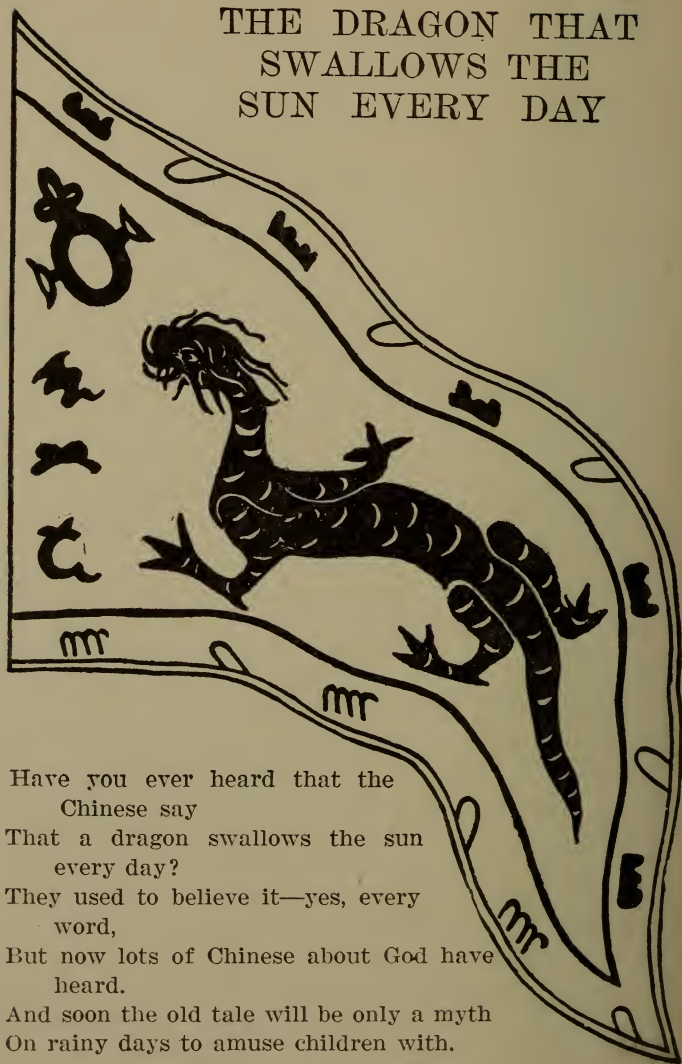 THE DRAGON THAT
SWALLOWS THE
SUN EVERY DAY
Have you ever heard that the
Chinese say
That a dragon swallows the sun
every day?
They used to believe it—yes, every
word,
But now lots of Chinese about God have
heard.
And soon the old tale will be only a myth
On rainy days to amuse children with.